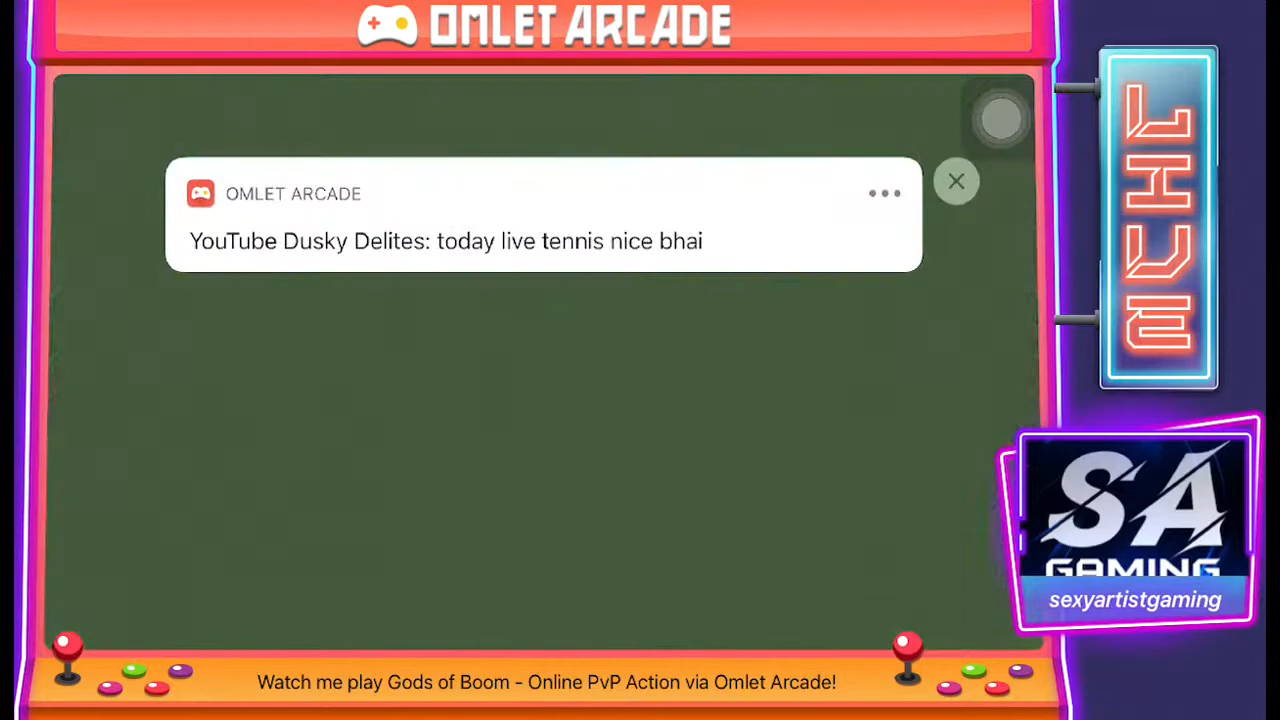 OMLET ARCADE
LIVE
OMLET ARCADE
YouTube Dusky Delites: today live tennis nice bhai
SA
GAMING
sexyartistgaming
Watch me play Gods of Boom - Online PvP Action via Omlet Arcade!